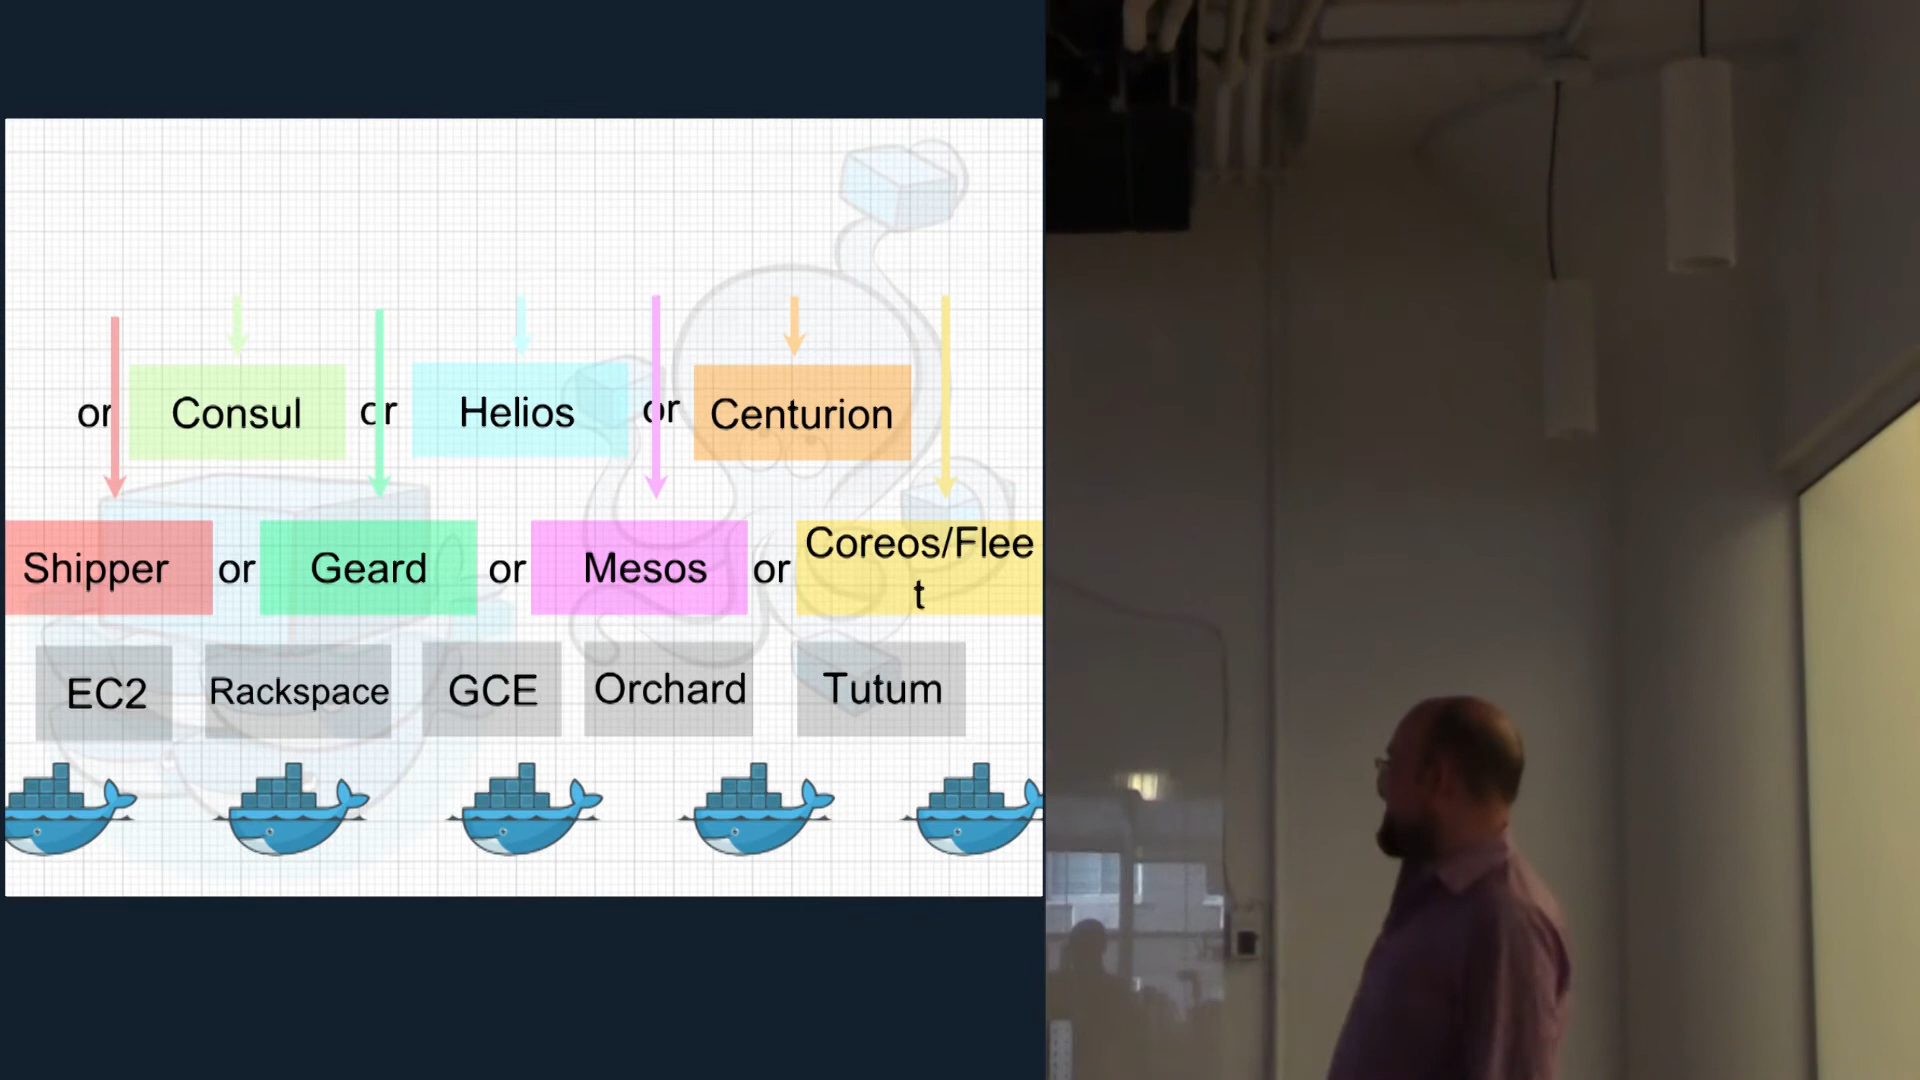 or Consul or Helios or Centurion
Shipper or Geard or Mesos or Coreos/Flee
t
EC2 Rackspace GCE Orchard Tutum